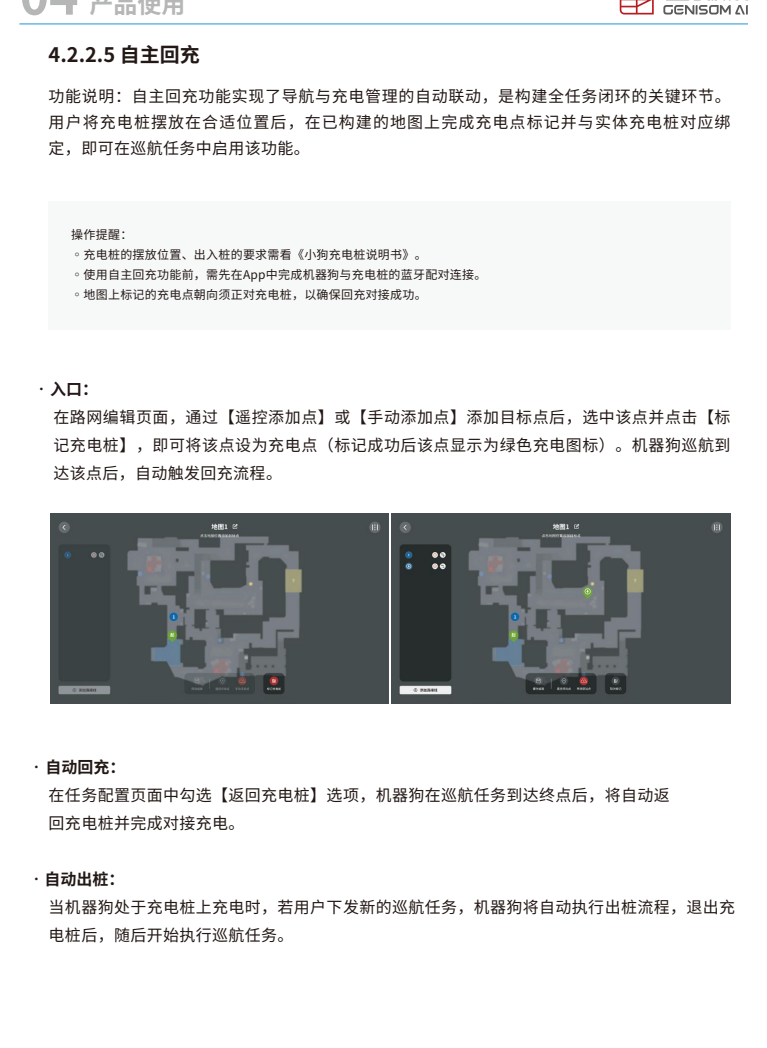 04 产品使用
GENISOM AI
4.2.2.5 自主回充
功能说明：自主回充功能实现了导航与充电管理的自动联动，是构建全任务闭环的关键环节。
用户将充电桩摆放在合适位置后，在已构建的地图上完成充电点标记并与实体充电桩对应绑
定，即可在巡航任务中启用该功能。
操作提醒：
◦ 充电桩的摆放位置、出入桩的要求需看《小狗充电桩说明书》。
◦ 使用自主回充功能前，需先在App中完成机器狗与充电桩的蓝牙配对连接。
◦ 地图上标记的充电点朝向须正对充电桩，以确保回充对接成功。
· 入口：
在路网编辑页面，通过【遥控添加点】或【手动添加点】添加目标点后，选中该点并点击【标
记充电桩】，即可将该点设为充电点（标记成功后该点显示为绿色充电图标）。机器狗巡航到
达该点后，自动触发回充流程。
地图1
地图1
· 自动回充：
在任务配置页面中勾选【返回充电桩】选项，机器狗在巡航任务到达终点后，将自动返
回充电桩并完成对接充电。
· 自动出桩：
当机器狗处于充电桩上充电时，若用户下发新的巡航任务，机器狗将自动执行出桩流程，退出充
电桩后，随后开始执行巡航任务。